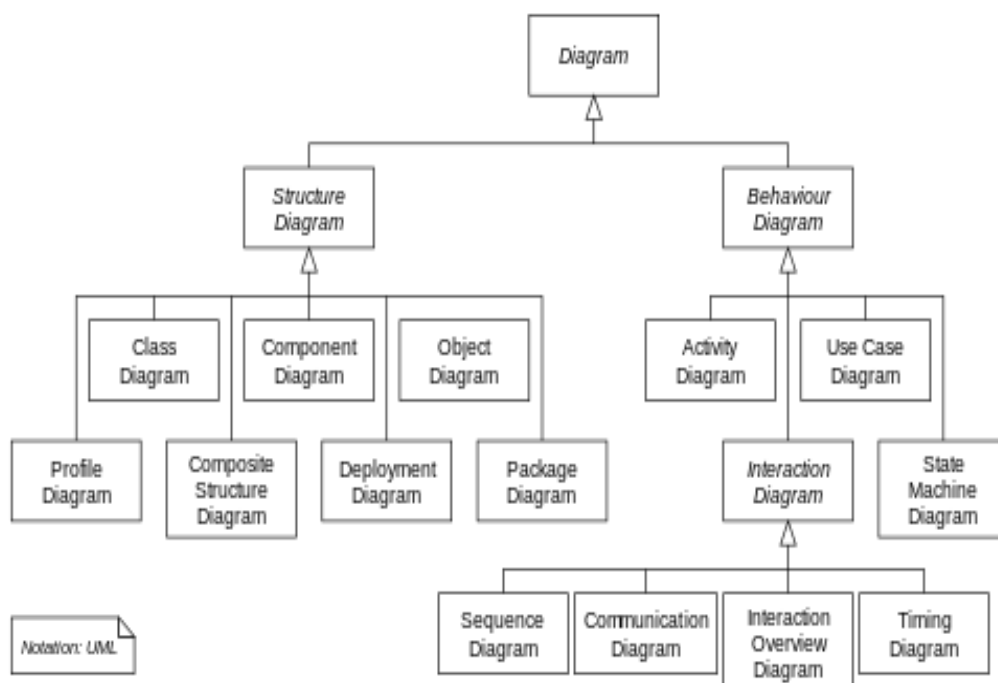 Diagram
Structure
Diagram
Behaviour
Diagram
Class
Diagram
Component
Diagram
Object
Diagram
Activity
Diagram
Use Case
Diagram
Profile
Diagram
Composite
Structure
Diagram
Deployment
Diagram
Package
Diagram
Interaction
Diagram
State
Machine
Diagram
Sequence
Diagram
Communication
Diagram
Interaction
Overview
Diagram
Timing
Diagram
Notation: UML